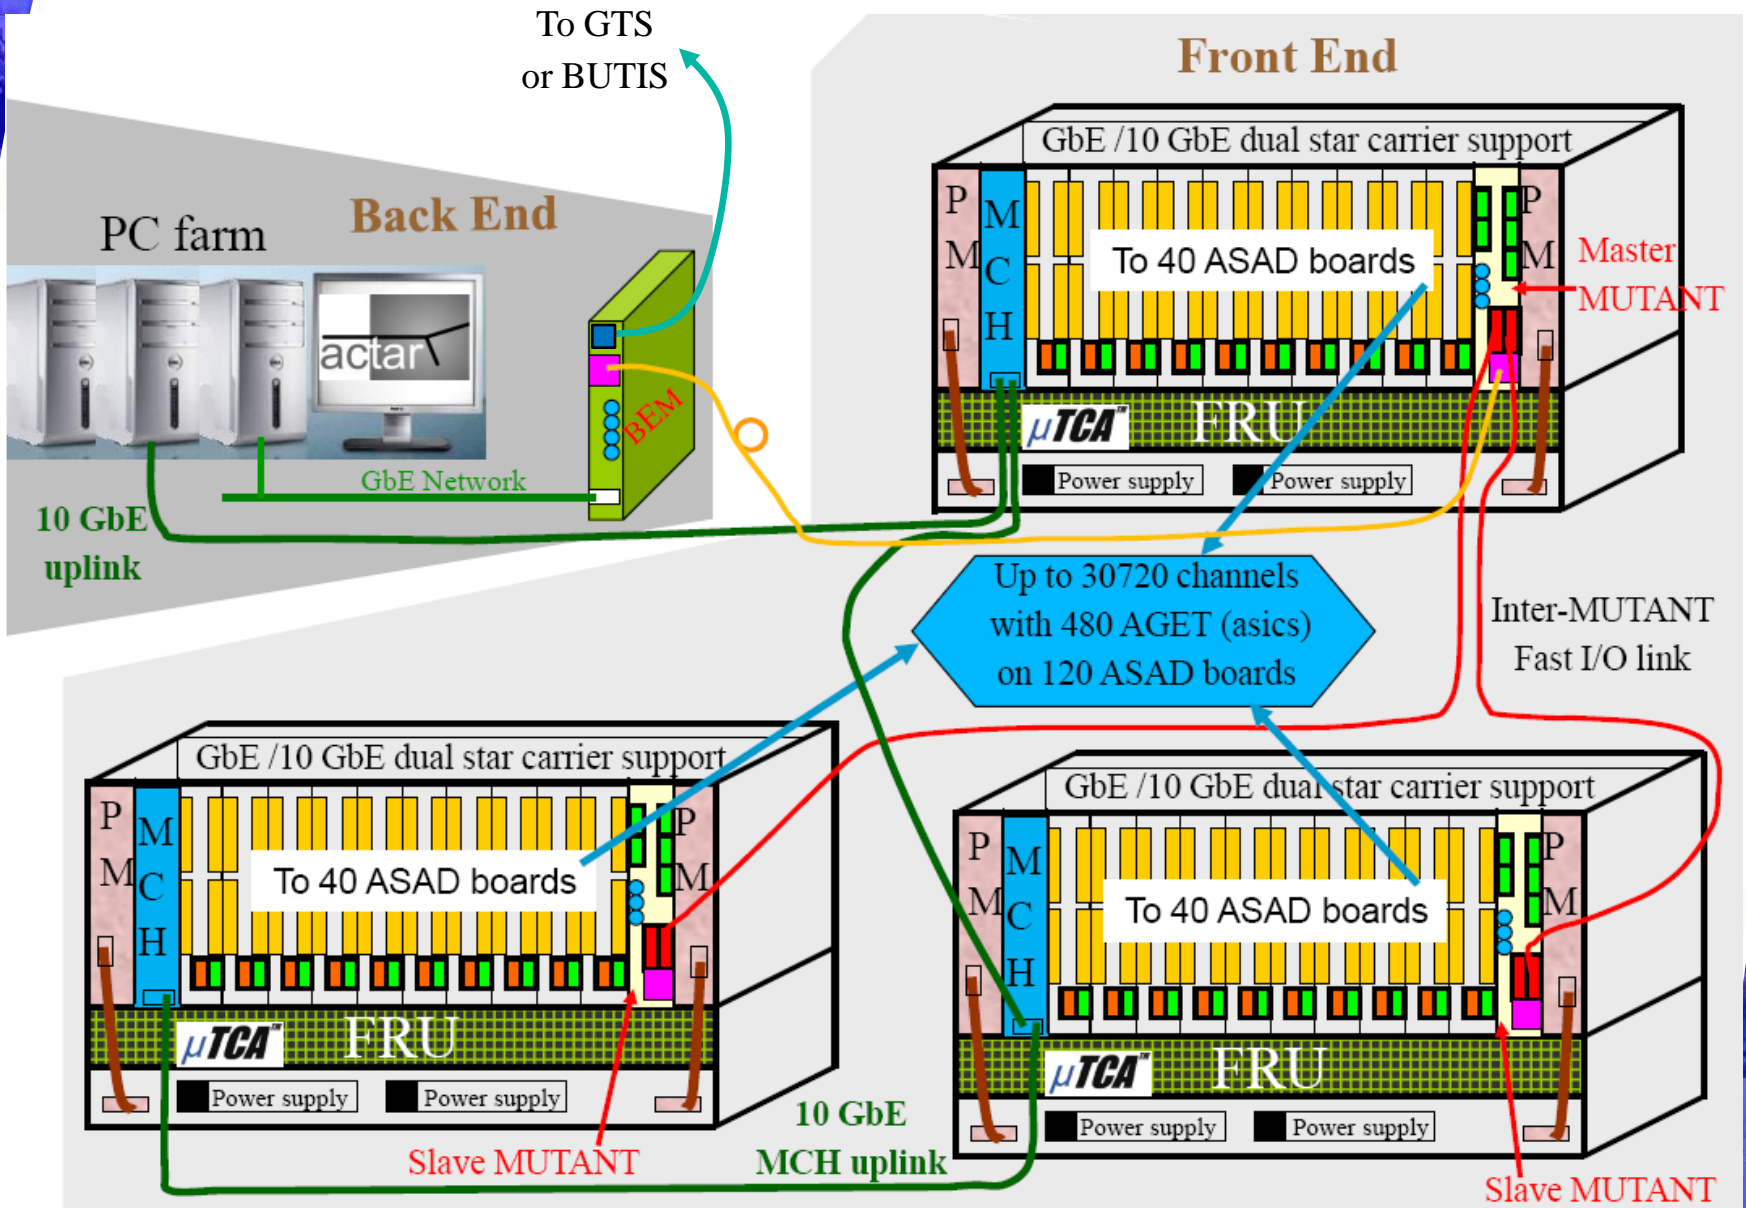 To GTS
or BUTIS
Front End
GbE /10 GbE dual star carrier support
P
M
M
C
H
To 40 ASAD boards
P
M
Master
MUTANT
µTCA™
FRU
Power supply
Power supply
Back End
PC farm
actar
BEM
GbE Network
10 GbE
uplink
Up to 30720 channels
with 480 AGET (asics)
on 120 ASAD boards
Inter-MUTANT
Fast I/O link
GbE /10 GbE dual star carrier support
P
M
M
C
H
To 40 ASAD boards
P
M
µTCA™
FRU
Power supply
Power supply
Slave MUTANT
10 GbE
MCH uplink
GbE /10 GbE dual star carrier support
P
M
M
C
H
To 40 ASAD boards
P
M
µTCA™
FRU
Power supply
Power supply
Slave MUTANT